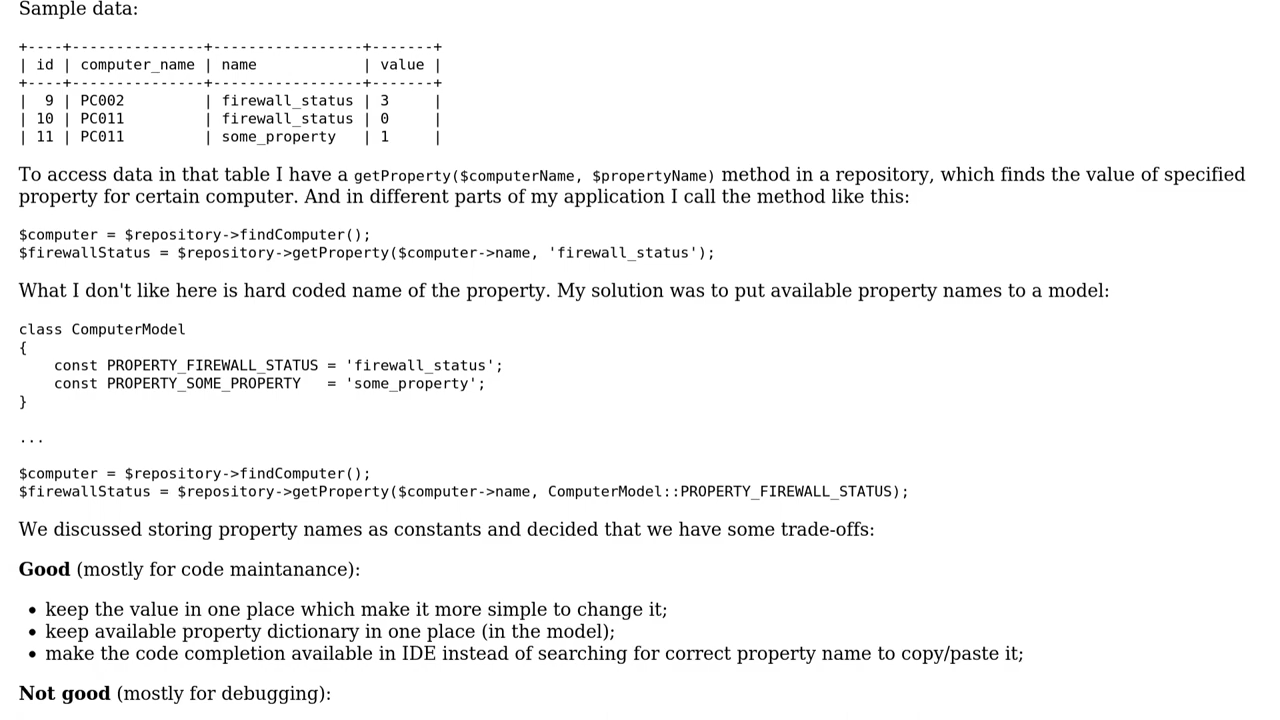 Sample data:
+----+---------------+-----------------+-------+
| id | computer_name | name            | value |
+----+---------------+-----------------+-------+
|  9 | PC002         | firewall_status | 3     |
| 10 | PC011         | firewall_status | 0     |
| 11 | PC011         | some_property   | 1     |
To access data in that table I have a getProperty($computerName, $propertyName) method in a repository, which finds the value of specified
property for certain computer. And in different parts of my application I call the method like this:
$computer = $repository->findComputer();
$firewallStatus = $repository->getProperty($computer->name, 'firewall_status');
What I don't like here is hard coded name of the property. My solution was to put available property names to a model:
class ComputerModel
{
    const PROPERTY_FIREWALL_STATUS = 'firewall_status';
    const PROPERTY_SOME_PROPERTY   = 'some_property';
}
...
$computer = $repository->findComputer();
$firewallStatus = $repository->getProperty($computer->name, ComputerModel::PROPERTY_FIREWALL_STATUS);
We discussed storing property names as constants and decided that we have some trade-offs:
Good (mostly for code maintanance):
• keep the value in one place which make it more simple to change it;
• keep available property dictionary in one place (in the model);
• make the code completion available in IDE instead of searching for correct property name to copy/paste it;
Not good (mostly for debugging):